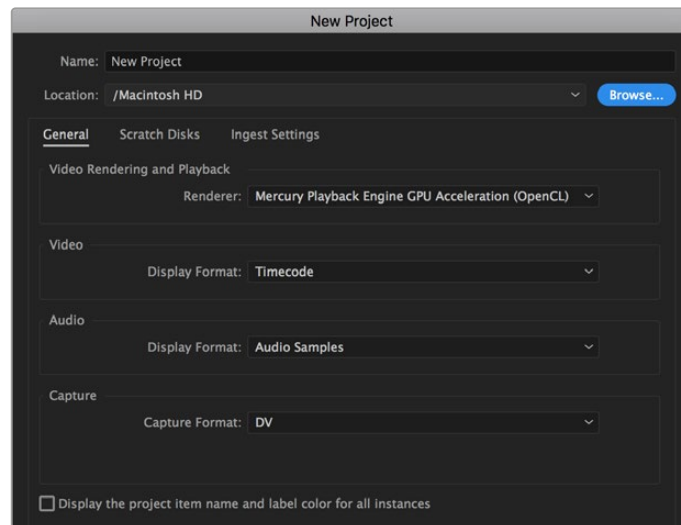 New Project
Name: New Project
Location: /Macintosh HD Browse...
General Scratch Disks Ingest Settings
Video Rendering and Playback
Renderer: Mercury Playback Engine GPU Acceleration (OpenCL)
Video
Display Format: Timecode
Audio
Display Format: Audio Samples
Capture
Capture Format: DV
Display the project item name and label color for all instances